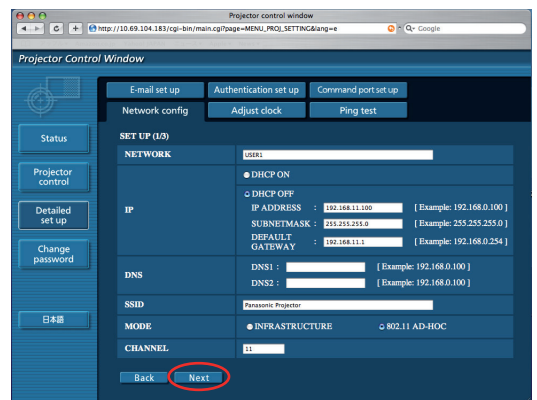 Projector control window
http://10.69.104.183/cgi-bin/main.cgi?page=MENU_PROJ_SETTING&lang=e
Google
Projector Control Window
E-mail set up
Authentication set up
Command port set up
Network config
Adjust clock
Ping test
Status
Projector
control
Detailed
set up
Change
password
日本語
SET UP (1/3)
NETWORK
USER1
IP
DHCP ON
DHCP OFF
IP ADDRESS : 192.168.11.100 [ Example: 192.168.0.100 ]
SUBNETMASK : 255.255.255.0 [ Example: 255.255.255.0 ]
DEFAULT
GATEWAY : 192.168.11.1 [ Example: 192.168.0.254 ]
DNS
DNS1 : [ Example: 192.168.0.100 ]
DNS2 : [ Example: 192.168.0.100 ]
SSID
Panasonic Projector
MODE
INFRASTRUCTURE
802.11 AD-HOC
CHANNEL
11
Back
Next